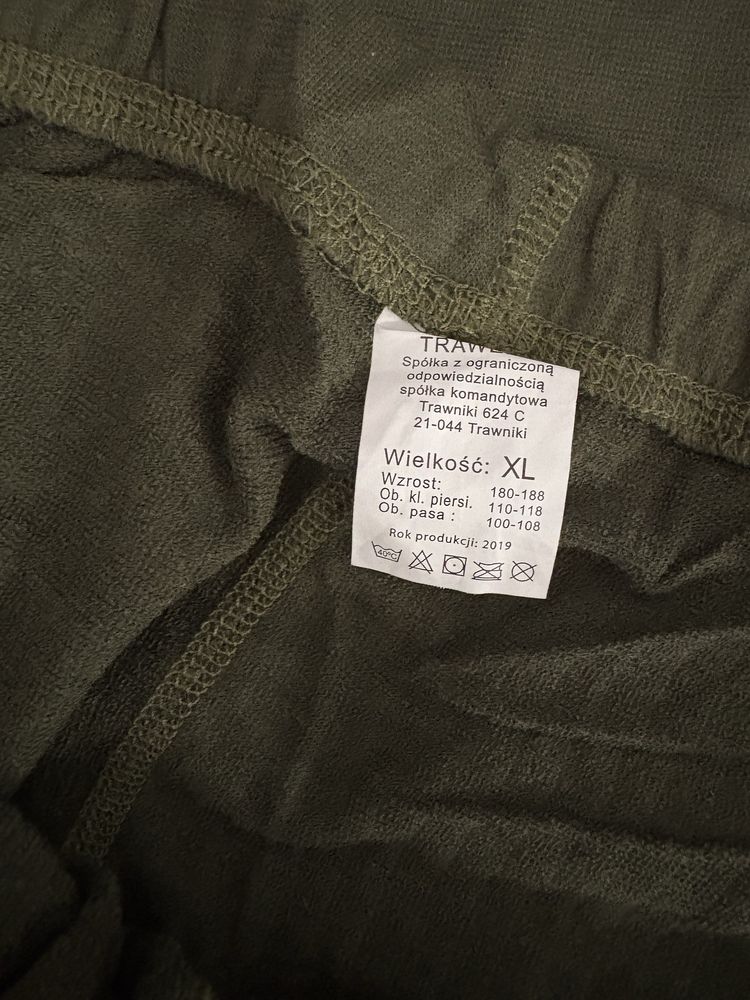 Spółka z ograniczoną
odpowiedzialnością
spółka komandytowa
Trawniki 624 C
21-044 Trawniki
Wielkość: XL
Wzrost: 180-188
Ob. kl. piersi. 110-118
Ob. pasa : 100-108
Rok produkcji: 2019
40°C